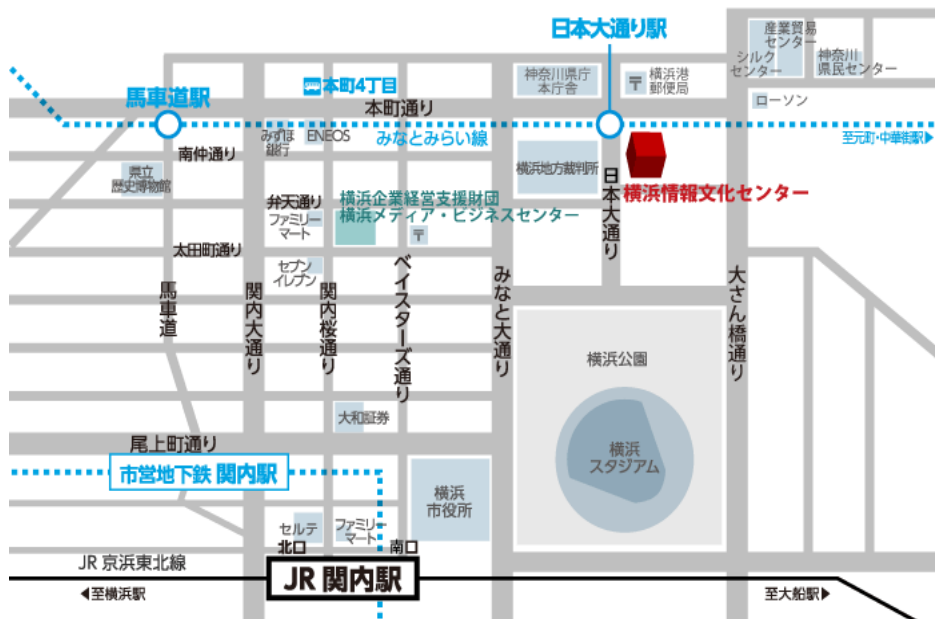 日本大通り駅
産業貿易
センター
シルク
センター
神奈川
県民センター
神奈川県庁
本庁舎
〒
横浜港
郵便局
馬車道駅
本町4丁目
本町通り
ローソン
みずほ
銀行
ENEOS
みなとみらい線
至元町・中華街駅▶
南仲通り
県立
歴史博物館
横浜地方裁判所
日本大通り
横浜情報文化センター
弁天通り
ファミリー
マート
横浜企業経営支援財団
横浜メディア・ビジネスセンター
〒
太田町通り
セブン
イレブン
馬車道
関内大通り
関内桜通り
ベイスターズ通り
みなと大通り
大さん橋通り
横浜公園
横浜
スタジアム
大和証券
尾上町通り
市営地下鉄 関内駅
横浜
市役所
セルテ
ファミリー
マート
北口
南口
JR 京浜東北線
JR 関内駅
◀至横浜駅
至大船駅▶